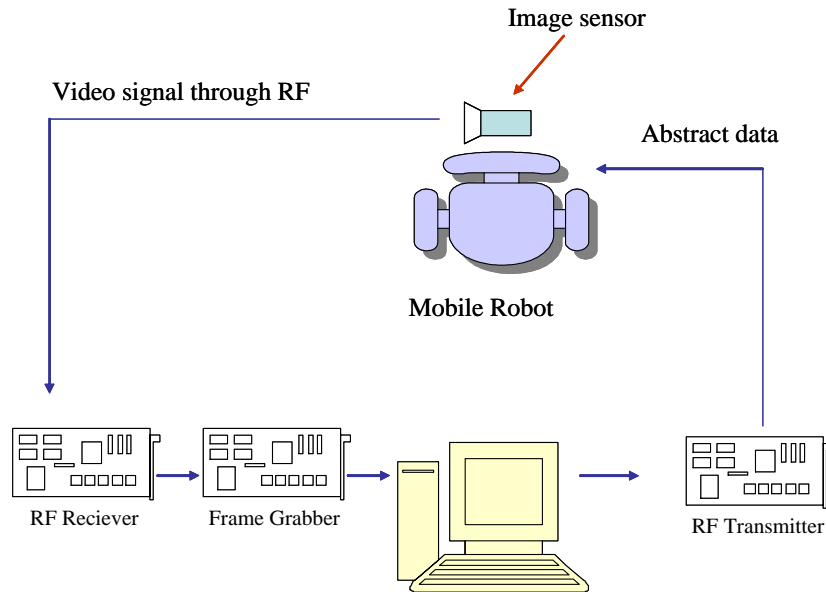 Image sensor
Video signal through RF
Abstract data
Mobile Robot
RF Reciever
Frame Grabber
RF Transmitter